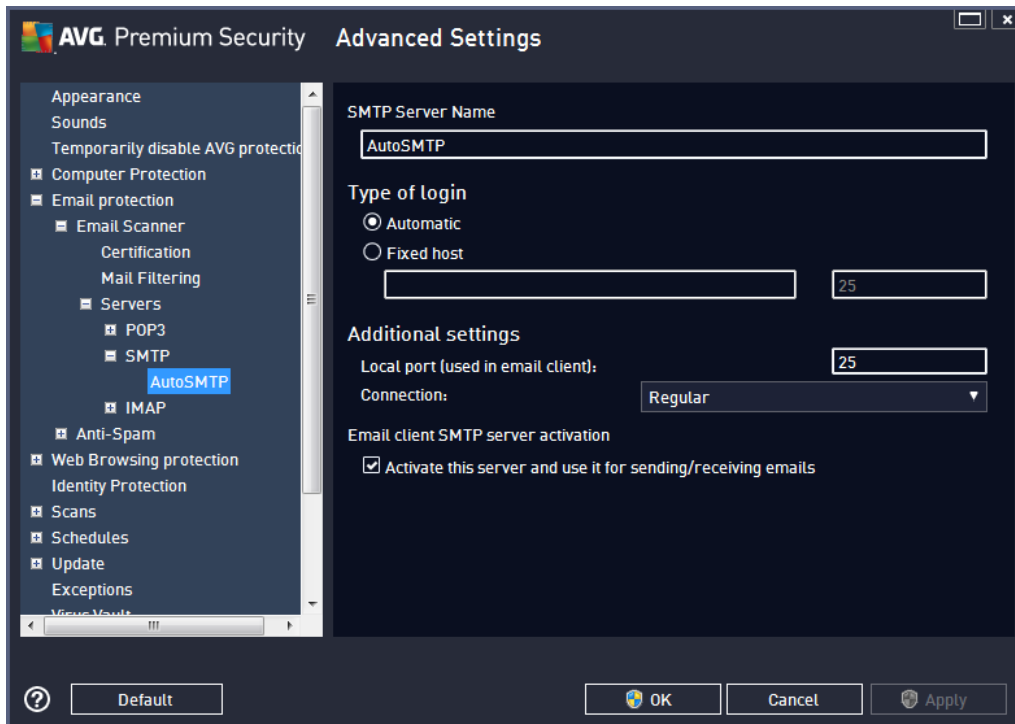 AVG. Premium Security
Advanced Settings
Appearance
Sounds
Temporarily disable AVG protectic
Computer Protection
Email protection
Email Scanner
Certification
Mail Filtering
Servers
POP3
SMTP
AutoSMTP
IMAP
Anti-Spam
Web Browsing protection
Identity Protection
Scans
Schedules
Update
Exceptions
Virus Vault
SMTP Server Name
AutoSMTP
Type of login
Automatic
Fixed host
25
Additional settings
Local port (used in email client): 25
Connection: Regular
Email client SMTP server activation
Activate this server and use it for sending/receiving emails
Default
OK
Cancel
Apply